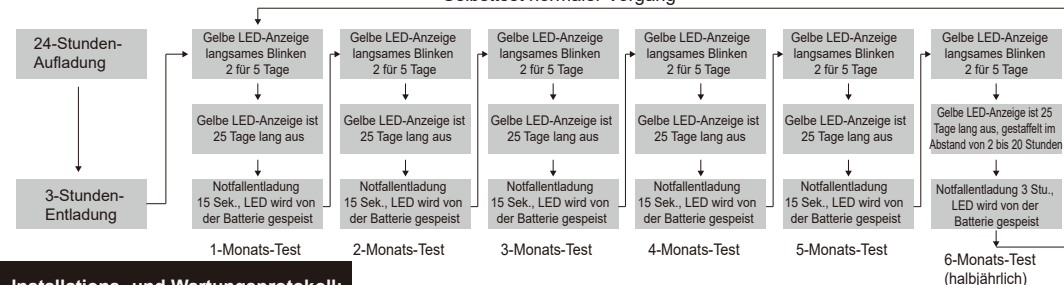 Selbsttest normaler Vorgang
24-Stunden-
Aufladung
3-Stunden-
Entladung
Gelbe LED-Anzeige
langsames Blinken
2 für 5 Tage
Gelbe LED-Anzeige ist
25 Tage lang aus
Notfallentladung
15 Sek., LED wird von
der Batterie gespeist
1-Monats-Test
Gelbe LED-Anzeige
langsames Blinken
2 für 5 Tage
Gelbe LED-Anzeige ist
25 Tage lang aus
Notfallentladung
15 Sek., LED wird von
der Batterie gespeist
2-Monats-Test
Gelbe LED-Anzeige
langsames Blinken
2 für 5 Tage
Gelbe LED-Anzeige ist
25 Tage lang aus
Notfallentladung
15 Sek., LED wird von
der Batterie gespeist
3-Monats-Test
Gelbe LED-Anzeige
langsames Blinken
2 für 5 Tage
Gelbe LED-Anzeige ist
25 Tage lang aus
Notfallentladung
15 Sek., LED wird von
der Batterie gespeist
4-Monats-Test
Gelbe LED-Anzeige
langsames Blinken
2 für 5 Tage
Gelbe LED-Anzeige ist
25 Tage lang aus
Notfallentladung
15 Sek., LED wird von
der Batterie gespeist
5-Monats-Test
Gelbe LED-Anzeige
langsames Blinken
2 für 5 Tage
Gelbe LED-Anzeige ist 25
Tage lang aus, gestaffelt im
Abstand von 2 bis 20 Stunden
Notfallentladung 3 Stu.,
LED wird von der
Batterie gespeist
6-Monats-Test
(halbjährlich)
Installations- und Wartungsprotokoll: